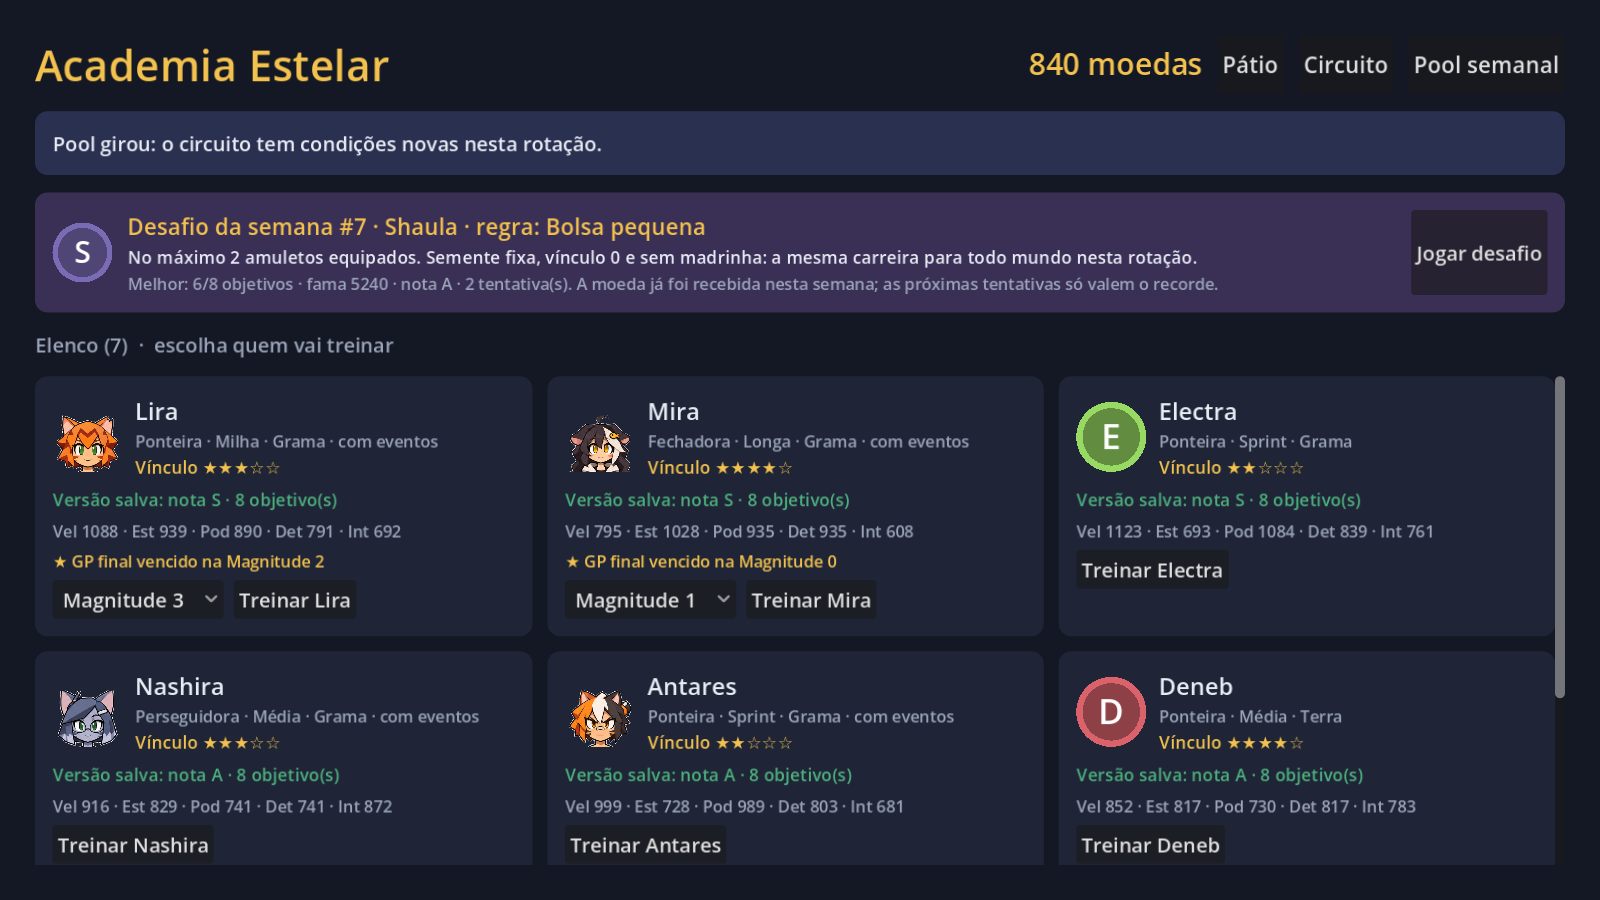 Academia Estelar
840 moedas Pátio Circuito Pool semanal
Pool girou: o circuito tem condições novas nesta rotação.
S
Desafio da semana #7 · Shaula · regra: Bolsa pequena
No máximo 2 amuletos equipados. Semente fixa, vínculo 0 e sem madrinha: a mesma carreira para todo mundo nesta rotação.
Melhor: 6/8 objetivos · fama 5240 · nota A · 2 tentativa(s). A moeda já foi recebida nesta semana; as próximas tentativas só valem o recorde.
Jogar desafio
Elenco (7) · escolha quem vai treinar
Lira
Ponteira · Milha · Grama · com eventos
Vínculo ★★★☆☆
Versão salva: nota S · 8 objetivo(s)
Vel 1088 · Est 939 · Pod 890 · Det 791 · Int 692
★ GP final vencido na Magnitude 2
Magnitude 3 Treinar Lira
Mira
Fechadora · Longa · Grama · com eventos
Vínculo ★★★★☆
Versão salva: nota S · 8 objetivo(s)
Vel 795 · Est 1028 · Pod 935 · Det 935 · Int 608
★ GP final vencido na Magnitude 0
Magnitude 1 Treinar Mira
E
Electra
Ponteira · Sprint · Grama
Vínculo ★★☆☆☆
Versão salva: nota S · 8 objetivo(s)
Vel 1123 · Est 693 · Pod 1084 · Det 839 · Int 761
Treinar Electra
Nashira
Perseguidora · Média · Grama · com eventos
Vínculo ★★★☆☆
Versão salva: nota A · 8 objetivo(s)
Vel 916 · Est 829 · Pod 741 · Det 741 · Int 872
Treinar Nashira
Antares
Ponteira · Sprint · Grama · com eventos
Vínculo ★★☆☆☆
Versão salva: nota A · 8 objetivo(s)
Vel 999 · Est 728 · Pod 989 · Det 803 · Int 681
Treinar Antares
D
Deneb
Ponteira · Média · Terra
Vínculo ★★★★☆
Versão salva: nota A · 8 objetivo(s)
Vel 852 · Est 817 · Pod 730 · Det 817 · Int 783
Treinar Deneb